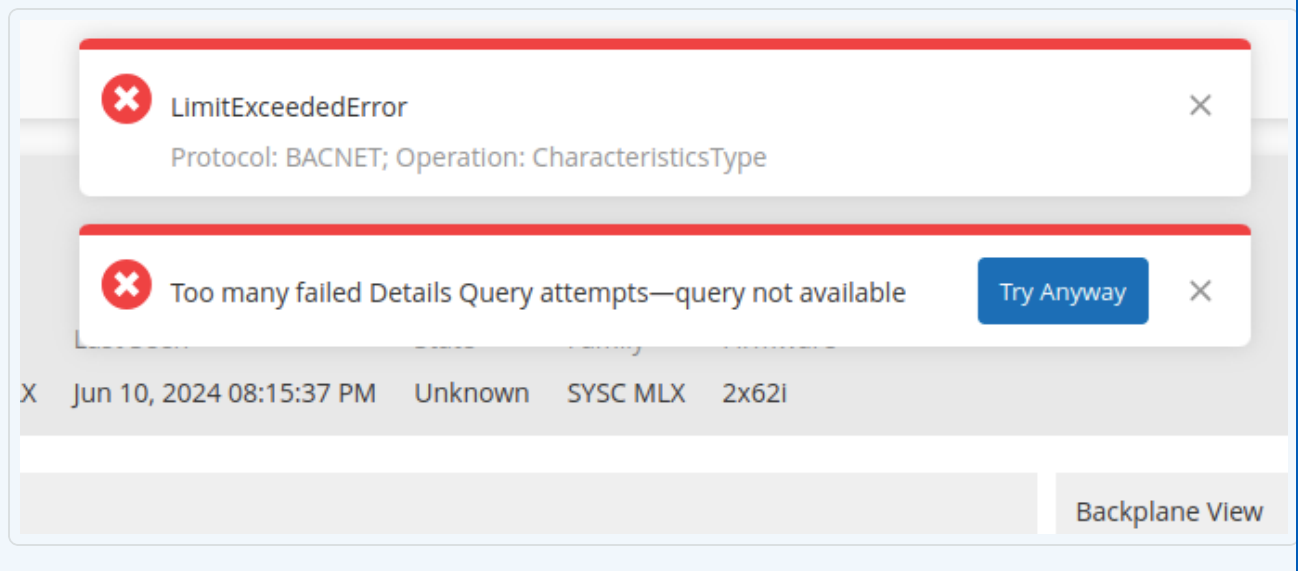 LimitExceededError
Protocol: BACNET; Operation: CharacteristicsType
Too many failed Details Query attempts—query not available
Try Anyway
X Jun 10, 2024 08:15:37 PM Unknown SYSC MLX 2x62i
Backplane View